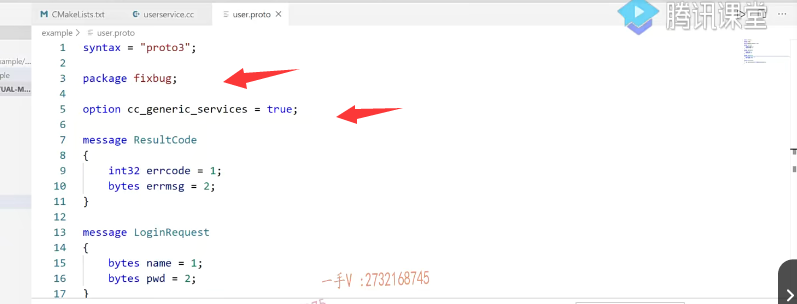 CMakeLists.txt
userservice.cc
user.proto
腾讯课堂
example > user.proto
1 syntax = "proto3";
2
3 package fixbug;
4
5 option cc_generic_services = true;
6
7 message ResultCode
8 {
9 int32 errcode = 1;
10 bytes errmsg = 2;
11 }
12
13 message LoginRequest
14 {
15 bytes name = 1;
16 bytes pwd = 2;
17 }
xample/...
ple
TUAL-M...
一手V :2732168745